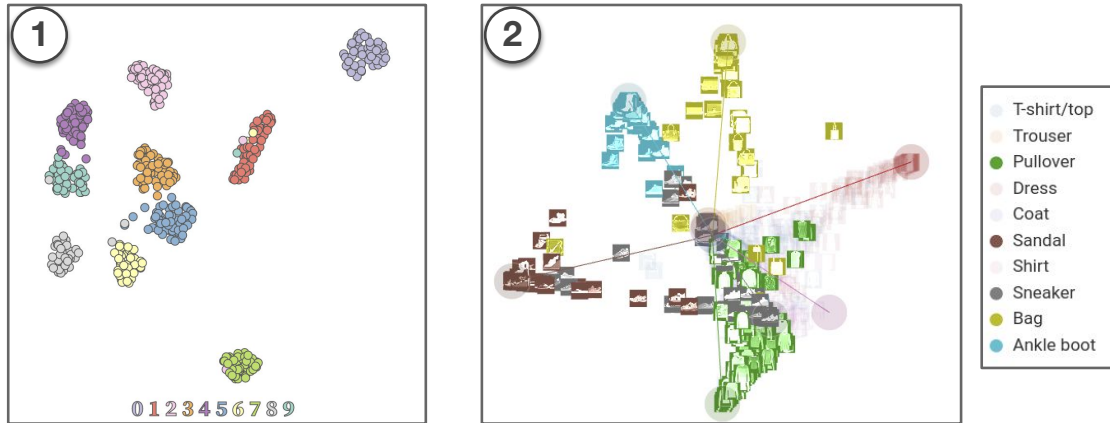 1
2
0123456789
T-shirt/top
Trouser
Pullover
Dress
Coat
Sandal
Shirt
Sneaker
Bag
Ankle boot